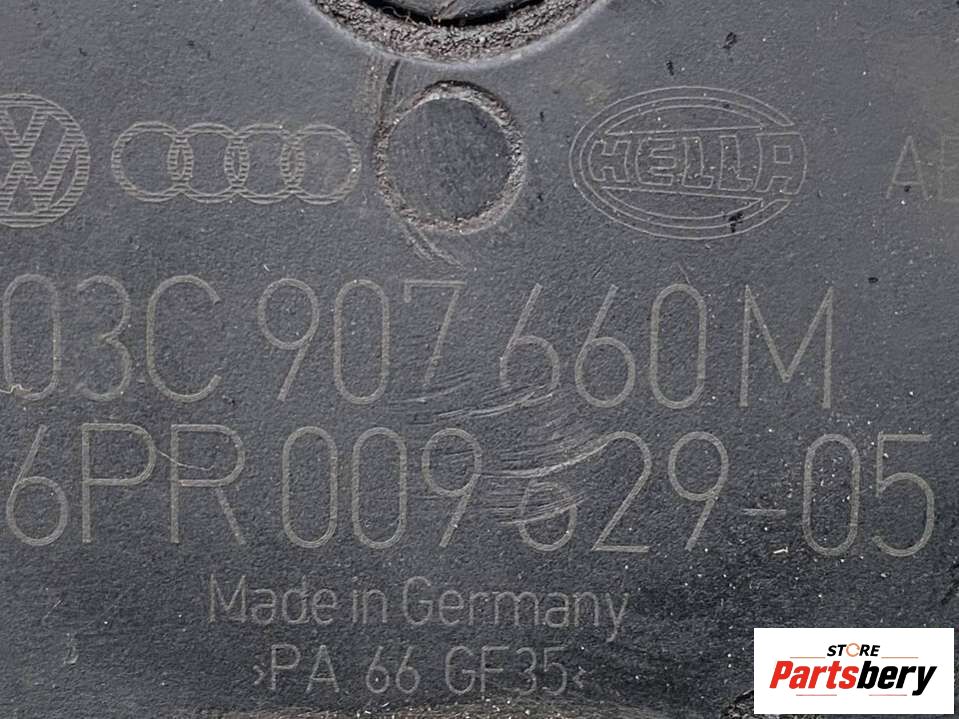 HELLA
03C 907 660 M
6PR 009 629-05
Made in Germany
>PA 66 GF35<
STORE
Partsbery